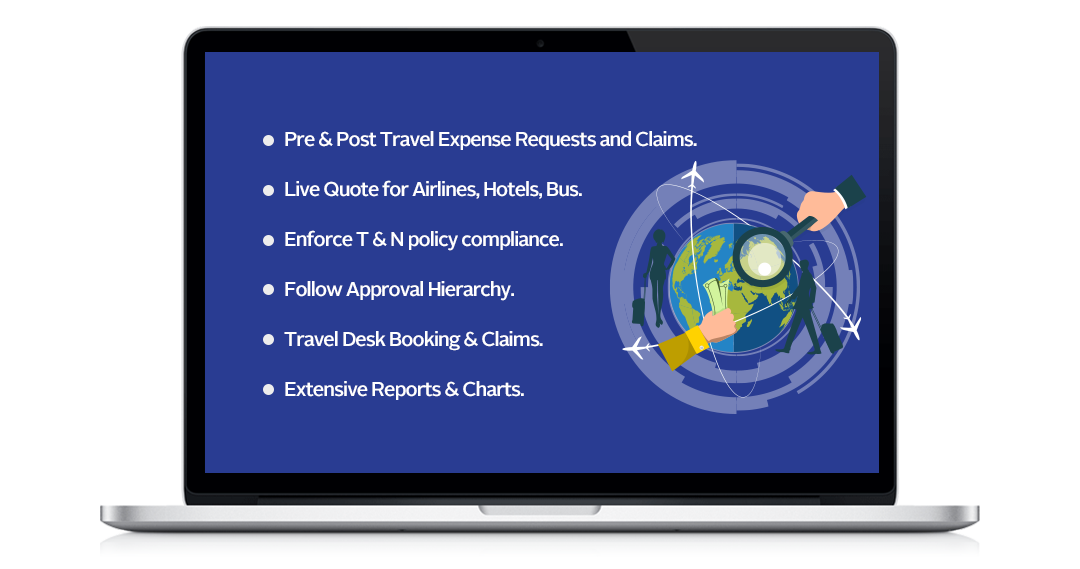 Pre & Post Travel Expense Requests and Claims.
Live Quote for Airlines, Hotels, Bus.
Enforce T & N policy compliance.
Follow Approval Hierarchy.
Travel Desk Booking & Claims.
Extensive Reports & Charts.